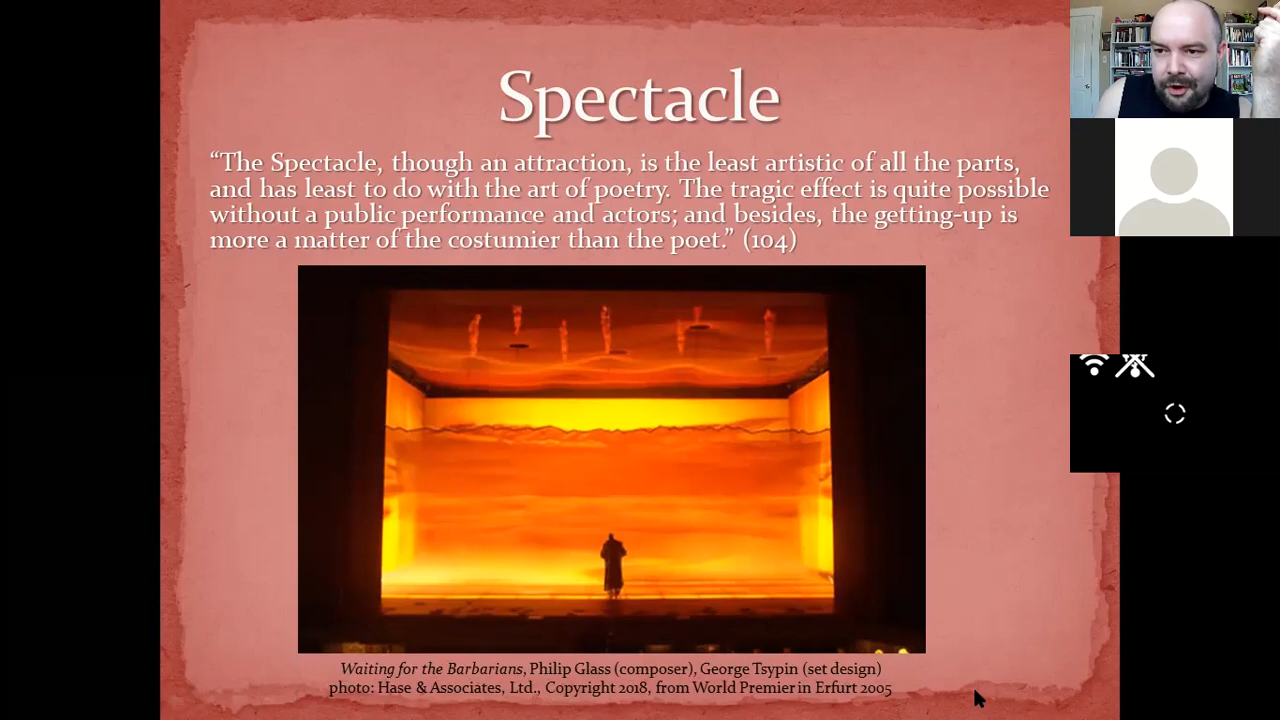 Spectacle
“The Spectacle, though an attraction, is the least artistic of all the parts,
and has least to do with the art of poetry. The tragic effect is quite possible
without a public performance and actors; and besides, the getting-up is
more a matter of the costumier than the poet.” (104)
Waiting for the Barbarians, Philip Glass (composer), George Tsypin (set design)
photo: Hase & Associates, Ltd., Copyright 2018, from World Premier in Erfurt 2005